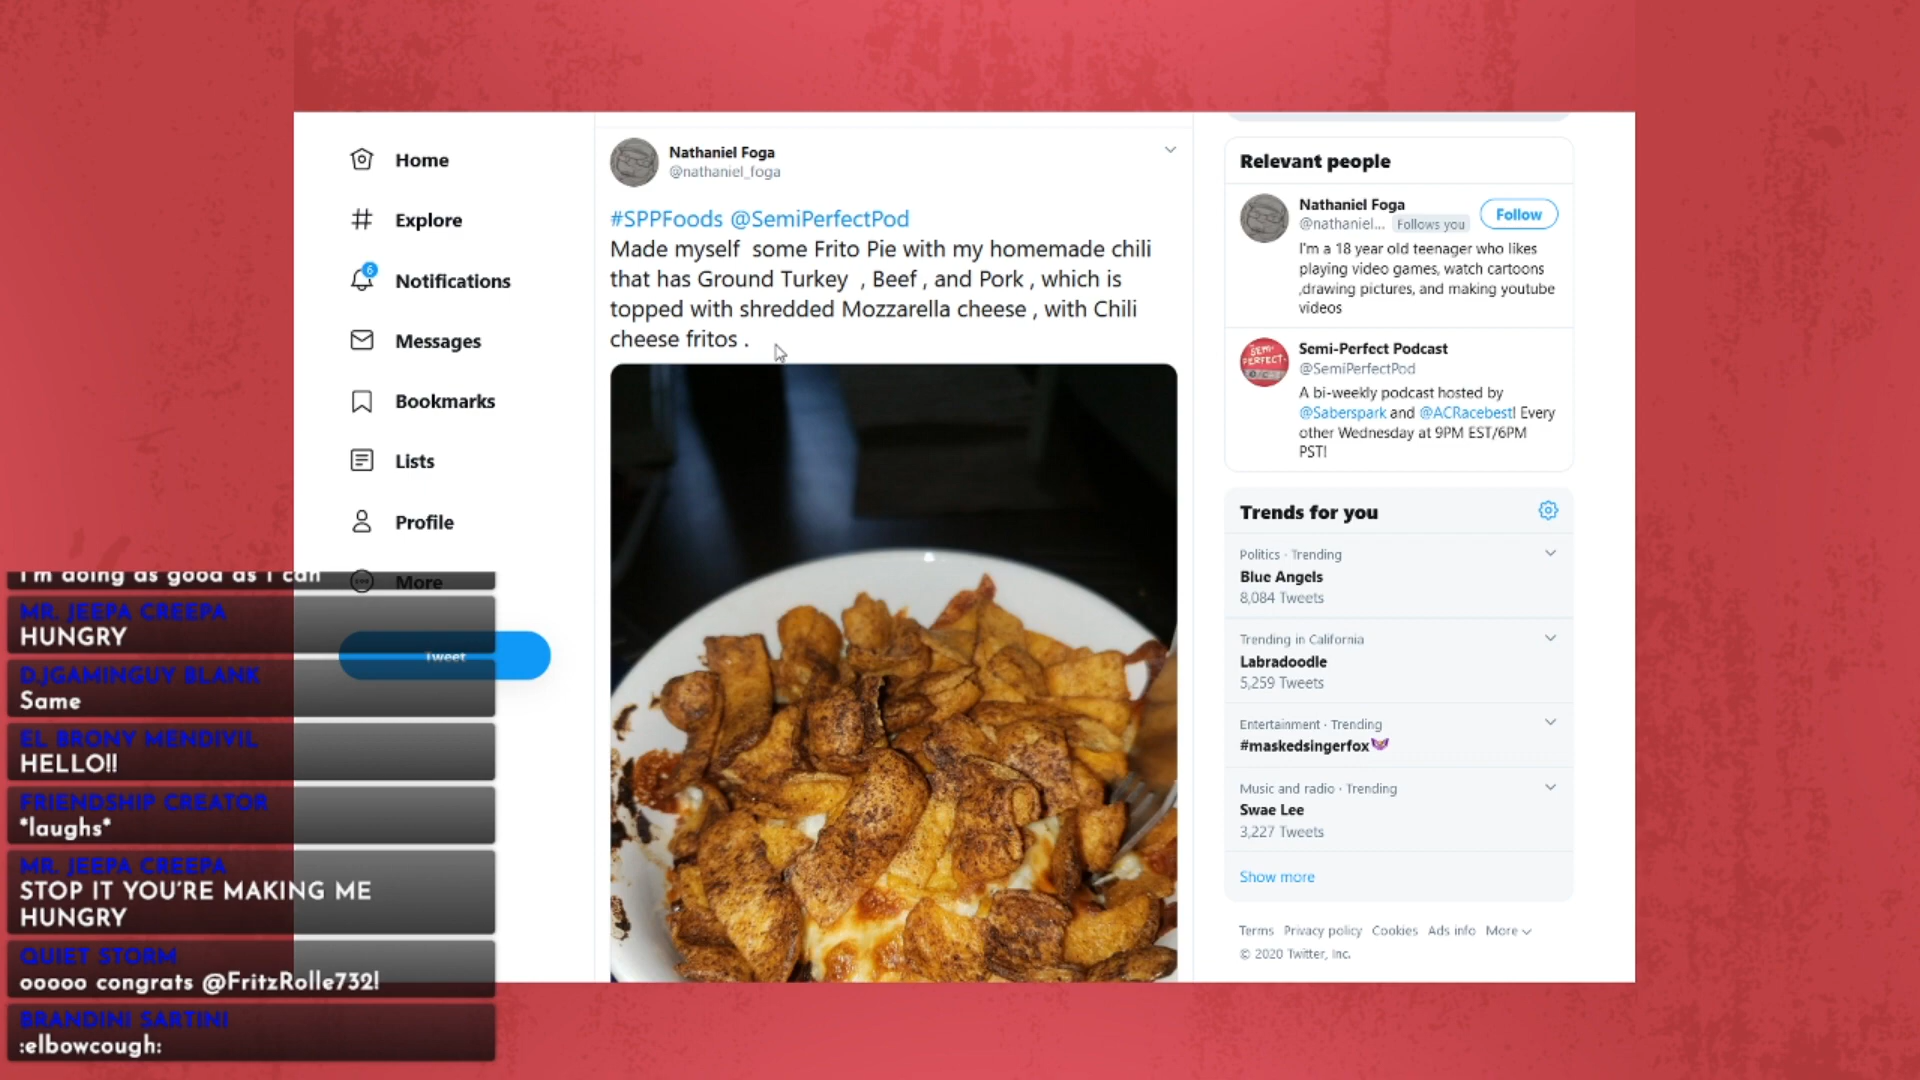 Home
Explore
6
Notifications
Messages
Bookmarks
Lists
Profile
More
Tweet
Nathaniel Foga
@nathaniel_foga
#SPPFoods @SemiPerfectPod
Made myself some Frito Pie with my homemade chili
that has Ground Turkey , Beef , and Pork , which is
topped with shredded Mozzarella cheese , with Chili
cheese fritos .
Relevant people
Nathaniel Foga
@nathaniel... Follows you
Follow
I'm a 18 year old teenager who likes
playing video games, watch cartoons
,drawing pictures, and making youtube
videos
SEMI-
PERFECT
Semi-Perfect Podcast
@SemiPerfectPod
A bi-weekly podcast hosted by
@Saberspark and @ACRacebest! Every
other Wednesday at 9PM EST/6PM
PST!
Trends for you
Politics · Trending
Blue Angels
8,084 Tweets
Trending in California
Labradoodle
5,259 Tweets
Entertainment · Trending
#maskedsingerfox
Music and radio · Trending
Swae Lee
3,227 Tweets
Show more
Terms Privacy policy Cookies Ads info More
© 2020 Twitter, Inc.
I'm doing as good as I can
MR. JEEPA CREEPA
HUNGRY
DJGAMINGUY BLANK
Same
EL BRONY MENDIVIL
HELLO!!
FRIENDSHIP CREATOR
*laughs*
MR. JEEPA CREEPA
STOP IT YOU'RE MAKING ME
HUNGRY
QUIET STORM
ooooo congrats @FritzRolle732!
BRANDINI SARTINI
:elbowcough: